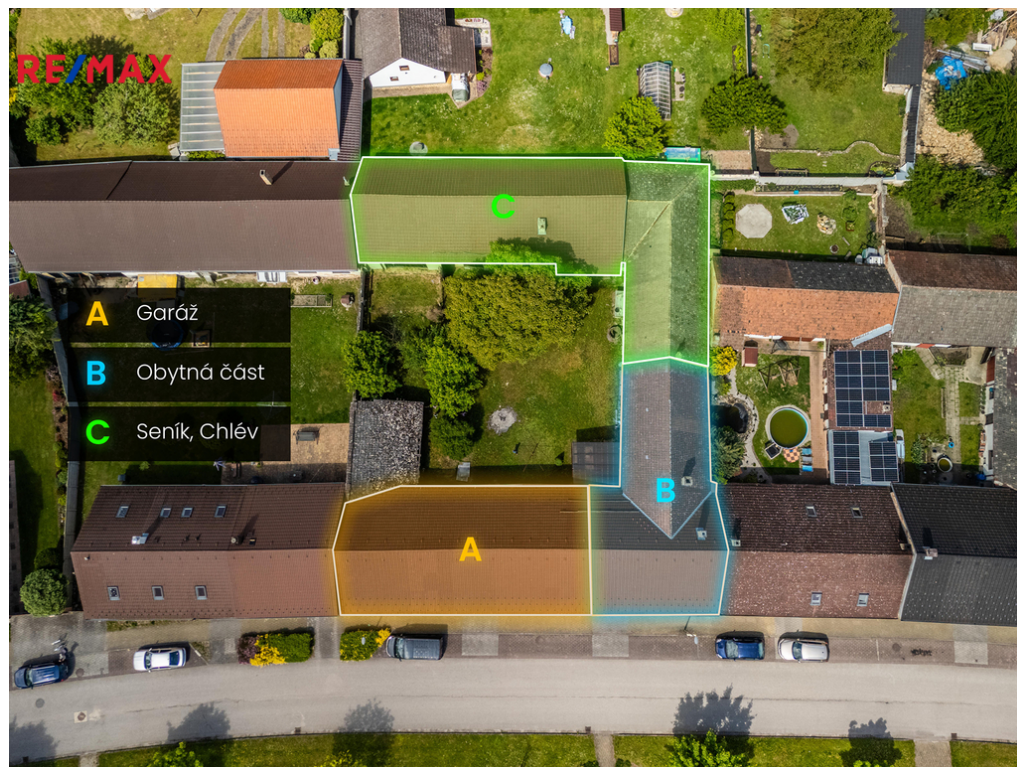 RE/MAX
C
A Garáž
B Obytná část
C Seník, Chlév
B
A